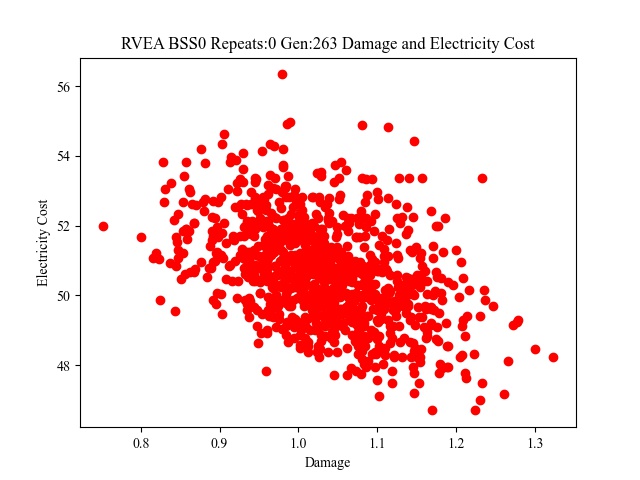 RVEA BSS0 Repeats:0 Gen:263 Damage and Electricity Cost
56
54
52
50
48
Electricity Cost
0.8 0.9 1.0 1.1 1.2 1.3
Damage